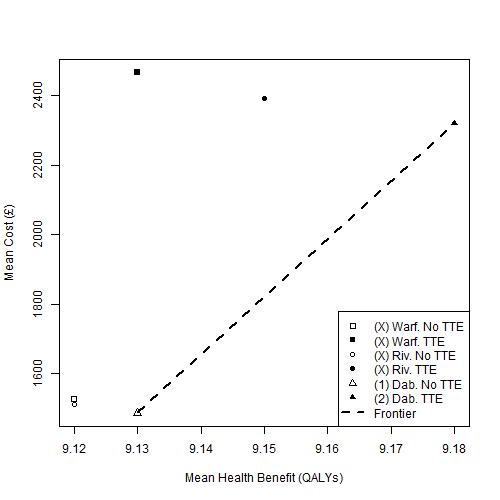 Mean Cost (£)
2400
2200
2000
1800
1600
(X) Warf. No TTE
(X) Warf. TTE
(X) Riv. No TTE
(X) Riv. TTE
(1) Dab. No TTE
(2) Dab. TTE
Frontier
9.12 9.13 9.14 9.15 9.16 9.17 9.18
Mean Health Benefit (QALYs)